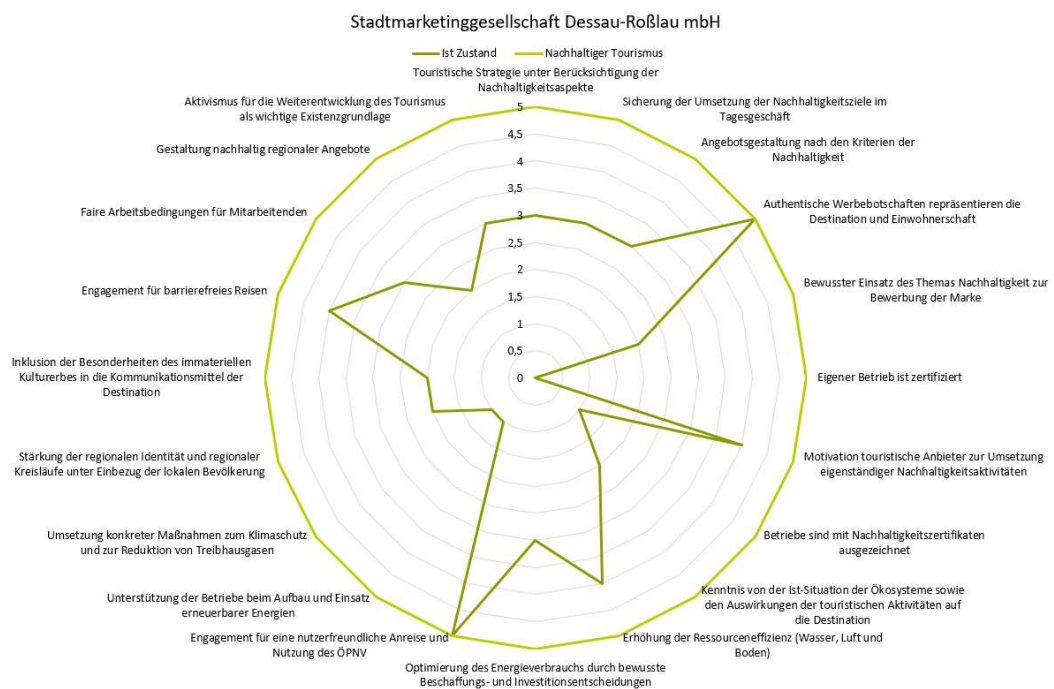 Stadtmarketinggesellschaft Dessau-Roßlau mbH
Ist Zustand
Nachhaltiger Tourismus
Touristische Strategie unter Berücksichtigung der
Nachhaltigkeitsaspekte
Sicherung der Umsetzung der Nachhaltigkeitsziele im
Tagesgeschäft
Angebotsgestaltung nach den Kriterien der
Nachhaltigkeit
Authentische Werbebotschaften repräsentieren die
Destination und Einwohnerschaft
Bewusster Einsatz des Themas Nachhaltigkeit zur
Bewerbung der Marke
Eigener Betrieb ist zertifiziert
Motivation touristische Anbieter zur Umsetzung
eigenständiger Nachhaltigkeitsaktivitäten
Betriebe sind mit Nachhaltigkeitszertifikaten
ausgezeichnet
Kenntnis von der Ist-Situation der Ökosysteme sowie
den Auswirkungen der touristischen Aktivitäten auf
die Destination
Erhöhung der Ressourceneffizienz (Wasser, Luft und
Boden)
Optimierung des Energieverbrauchs durch bewusste
Beschaffungs- und Investitionsentscheidungen
Engagement für eine nutzerfreundliche Anreise und
Nutzung des ÖPNV
Unterstützung der Betriebe beim Aufbau und Einsatz
erneuerbarer Energien
Umsetzung konkreter Maßnahmen zum Klimaschutz
und zur Reduktion von Treibhausgasen
Stärkung der regionalen Identität und regionaler
Kreisläufe unter Einbezug der lokalen Bevölkerung
Inklusion der Besonderheiten des immateriellen
Kulturerbes in die Kommunikationsmittel der
Destination
Engagement für barrierefreies Reisen
Faire Arbeitsbedingungen für Mitarbeitenden
Gestaltung nachhaltig regionaler Angebote
Aktivismus für die Weiterentwicklung des Tourismus
als wichtige Existenzgrundlage
5
4,5
4
3,5
3
2,5
2
1,5
1
0,5
0